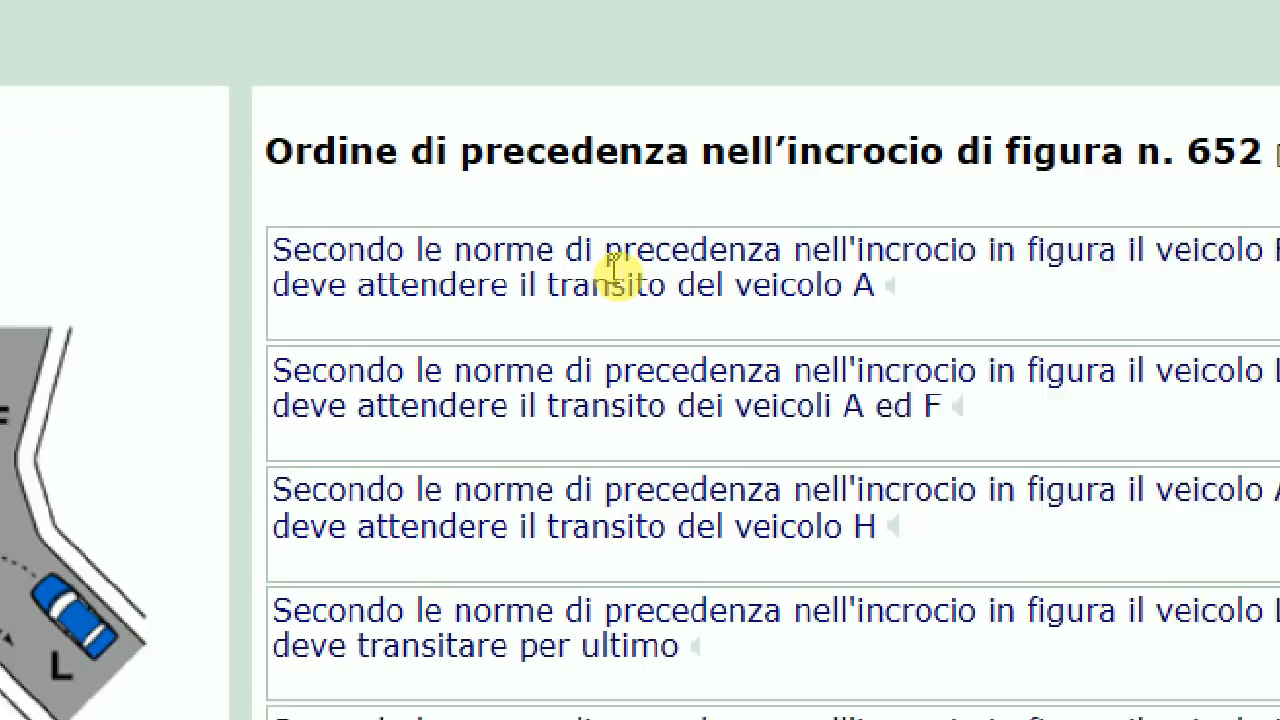 Ordine di precedenza nell’incrocio di figura n. 652
Secondo le norme di precedenza nell'incrocio in figura il veicolo
deve attendere il transito del veicolo A
Secondo le norme di precedenza nell'incrocio in figura il veicolo
deve attendere il transito dei veicoli A ed F
Secondo le norme di precedenza nell'incrocio in figura il veicolo
deve attendere il transito del veicolo H
Secondo le norme di precedenza nell'incrocio in figura il veicolo
deve transitare per ultimo
L